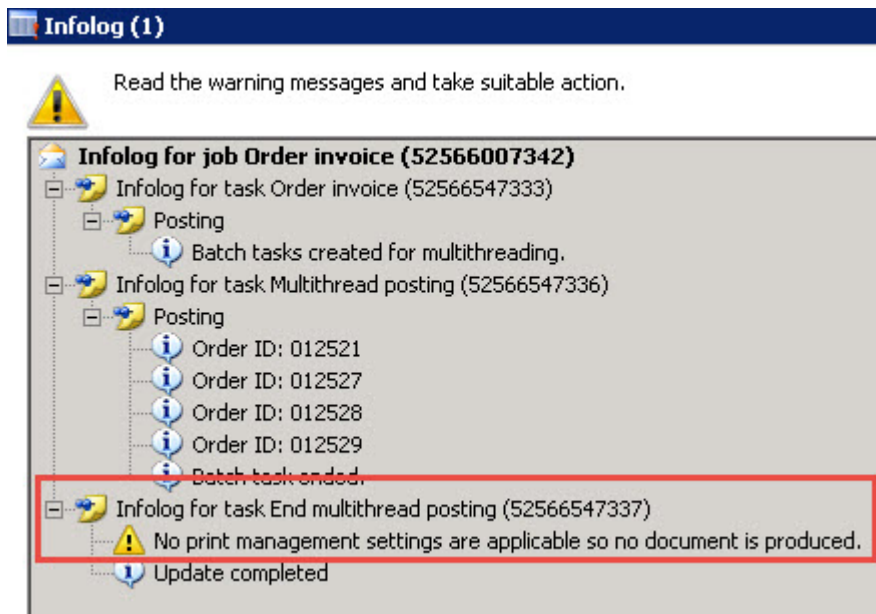 Infolog (1)
Read the warning messages and take suitable action.
Infolog for job Order invoice (52566007342)
Infolog for task Order invoice (52566547333)
Posting
Batch tasks created for multithreading.
Infolog for task Multithread posting (52566547336)
Posting
Order ID: 012521
Order ID: 012527
Order ID: 012528
Order ID: 012529
Batch task ended.
Infolog for task End multithread posting (52566547337)
No print management settings are applicable so no document is produced.
Update completed